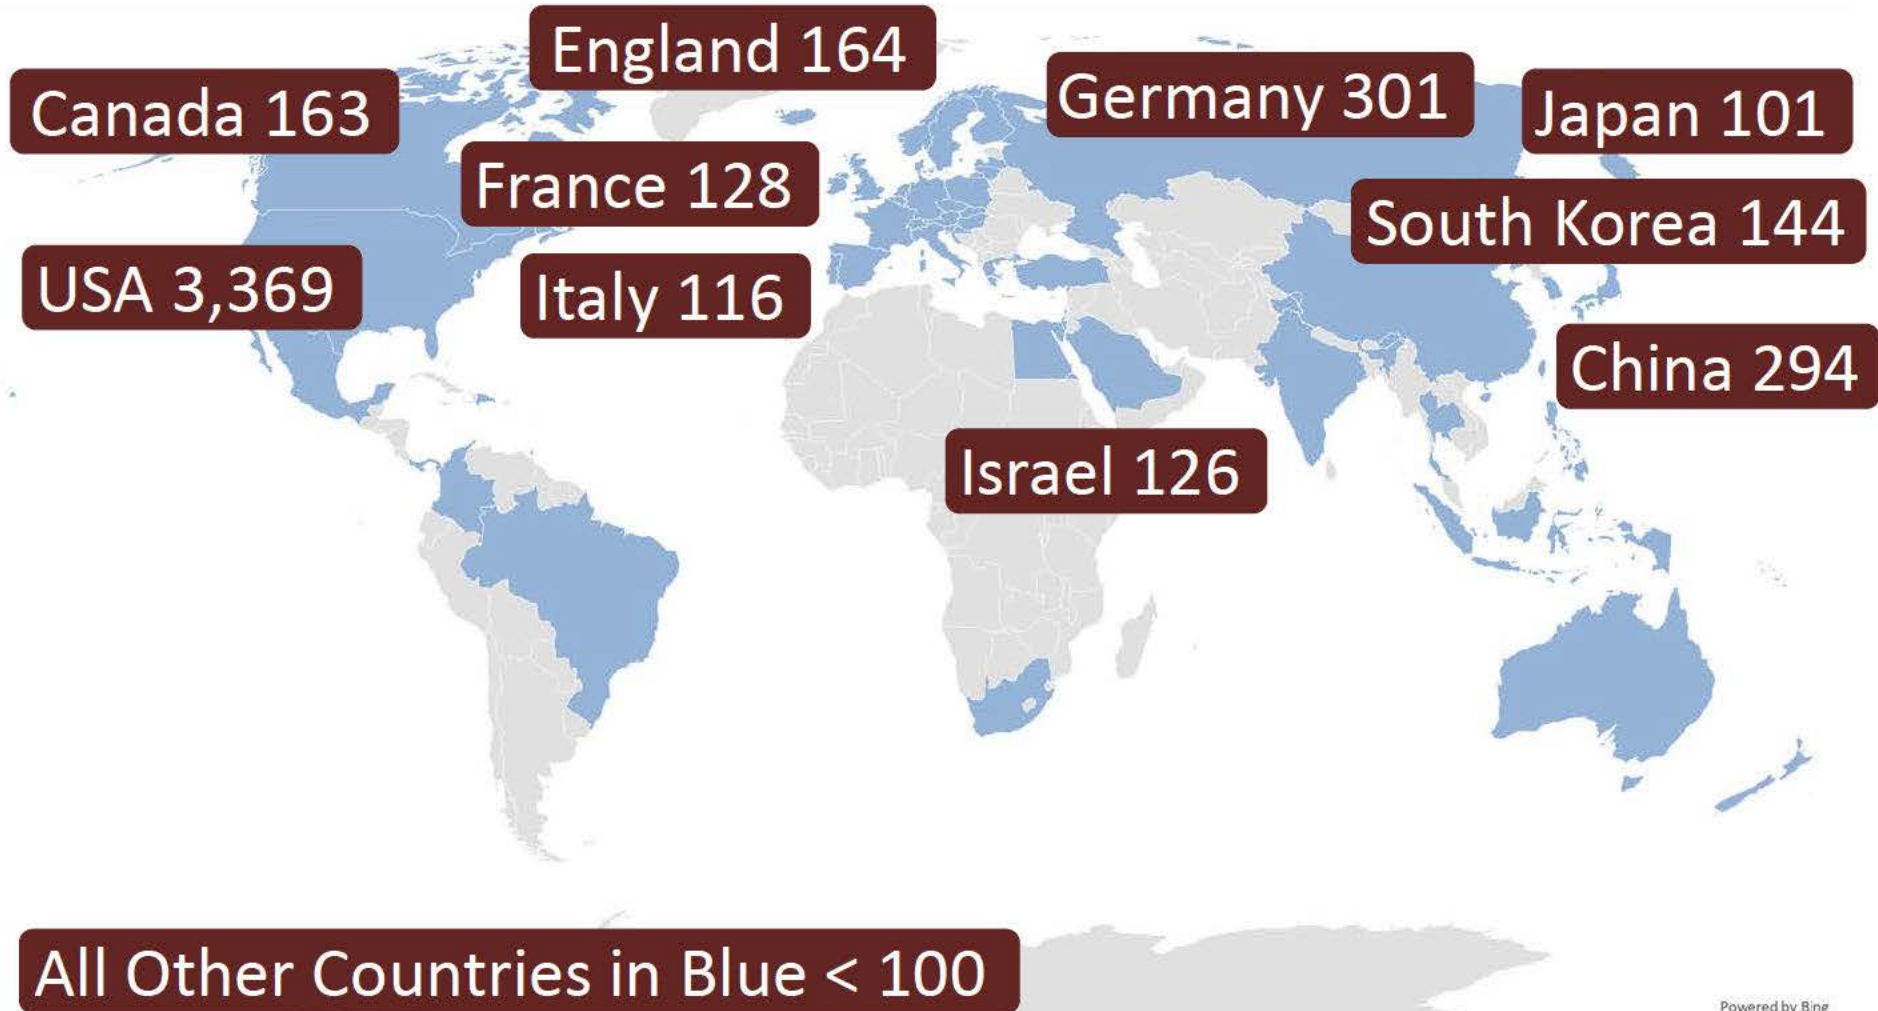 England 164
Canada 163
Germany 301
Japan 101
France 128
South Korea 144
USA 3,369
Italy 116
China 294
Israel 126
All Other Countries in Blue < 100
Powered by Bing